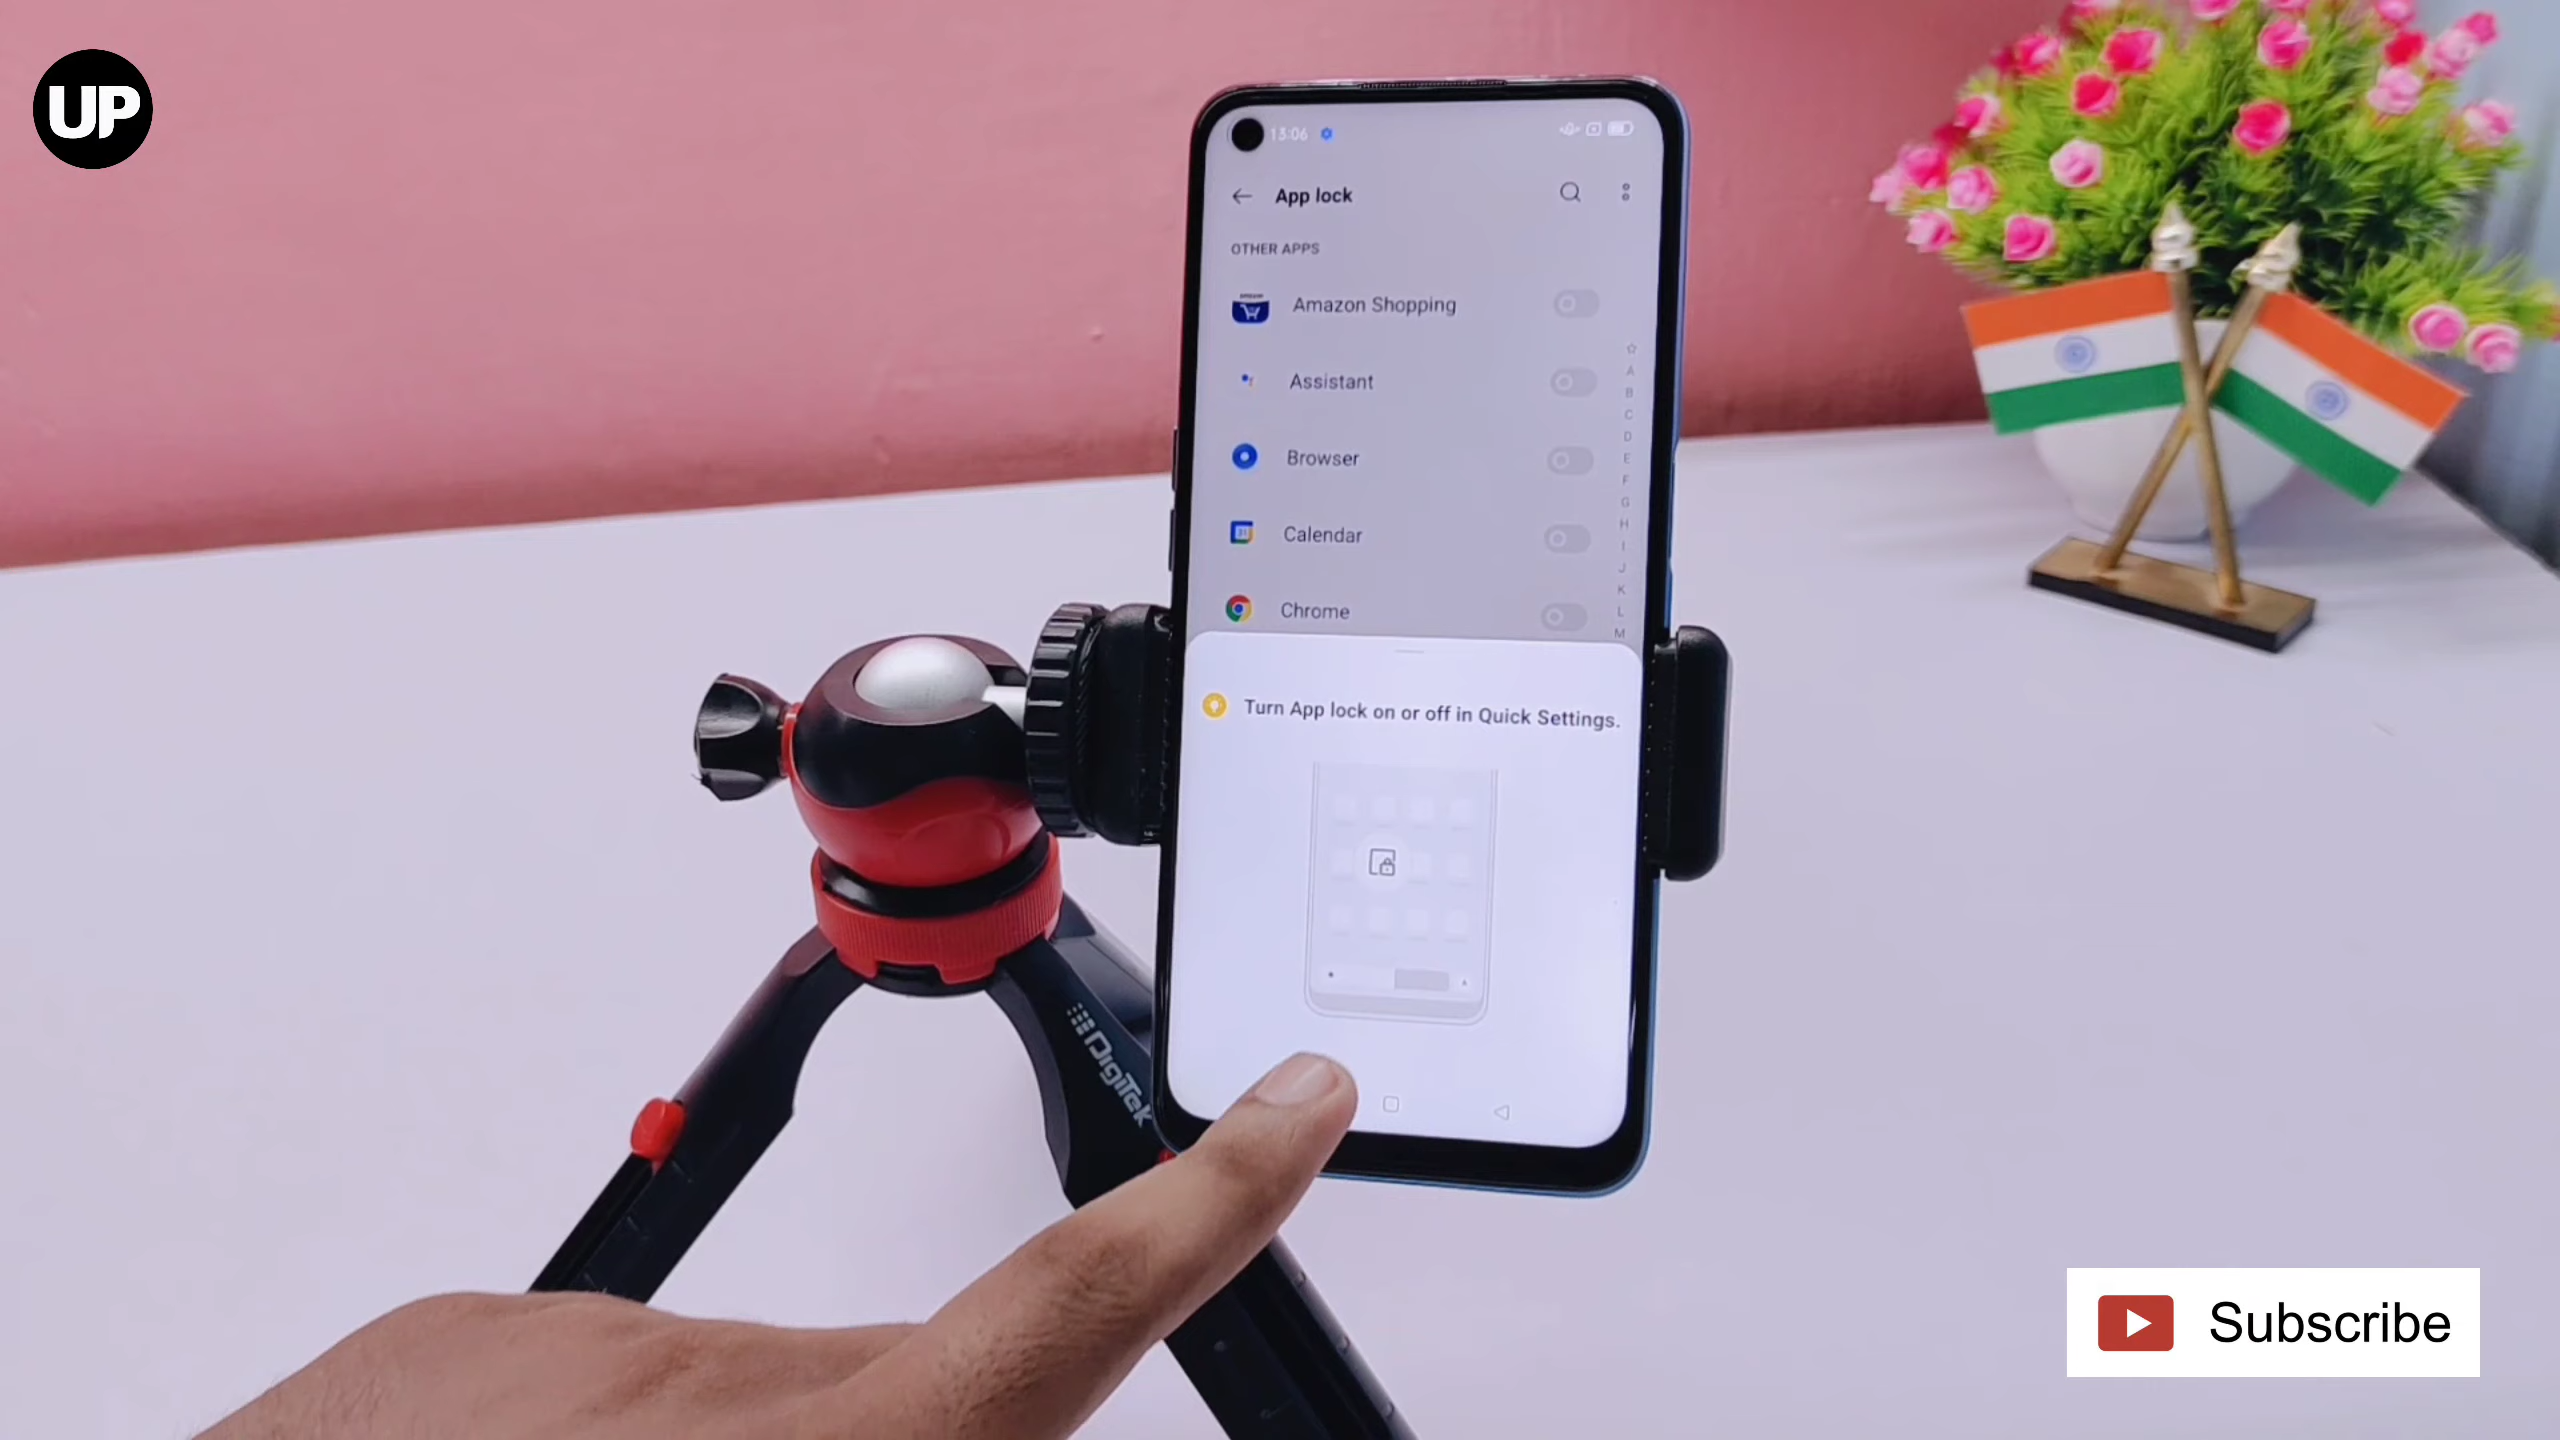 UP
13:06
App lock
OTHER APPS
Amazon Shopping
Assistant
Browser
Calendar
31
Chrome
A
B
C
D
E
F
G
H
I
J
K
L
M
Turn App lock on or off in Quick Settings.
DigiTek
Subscribe